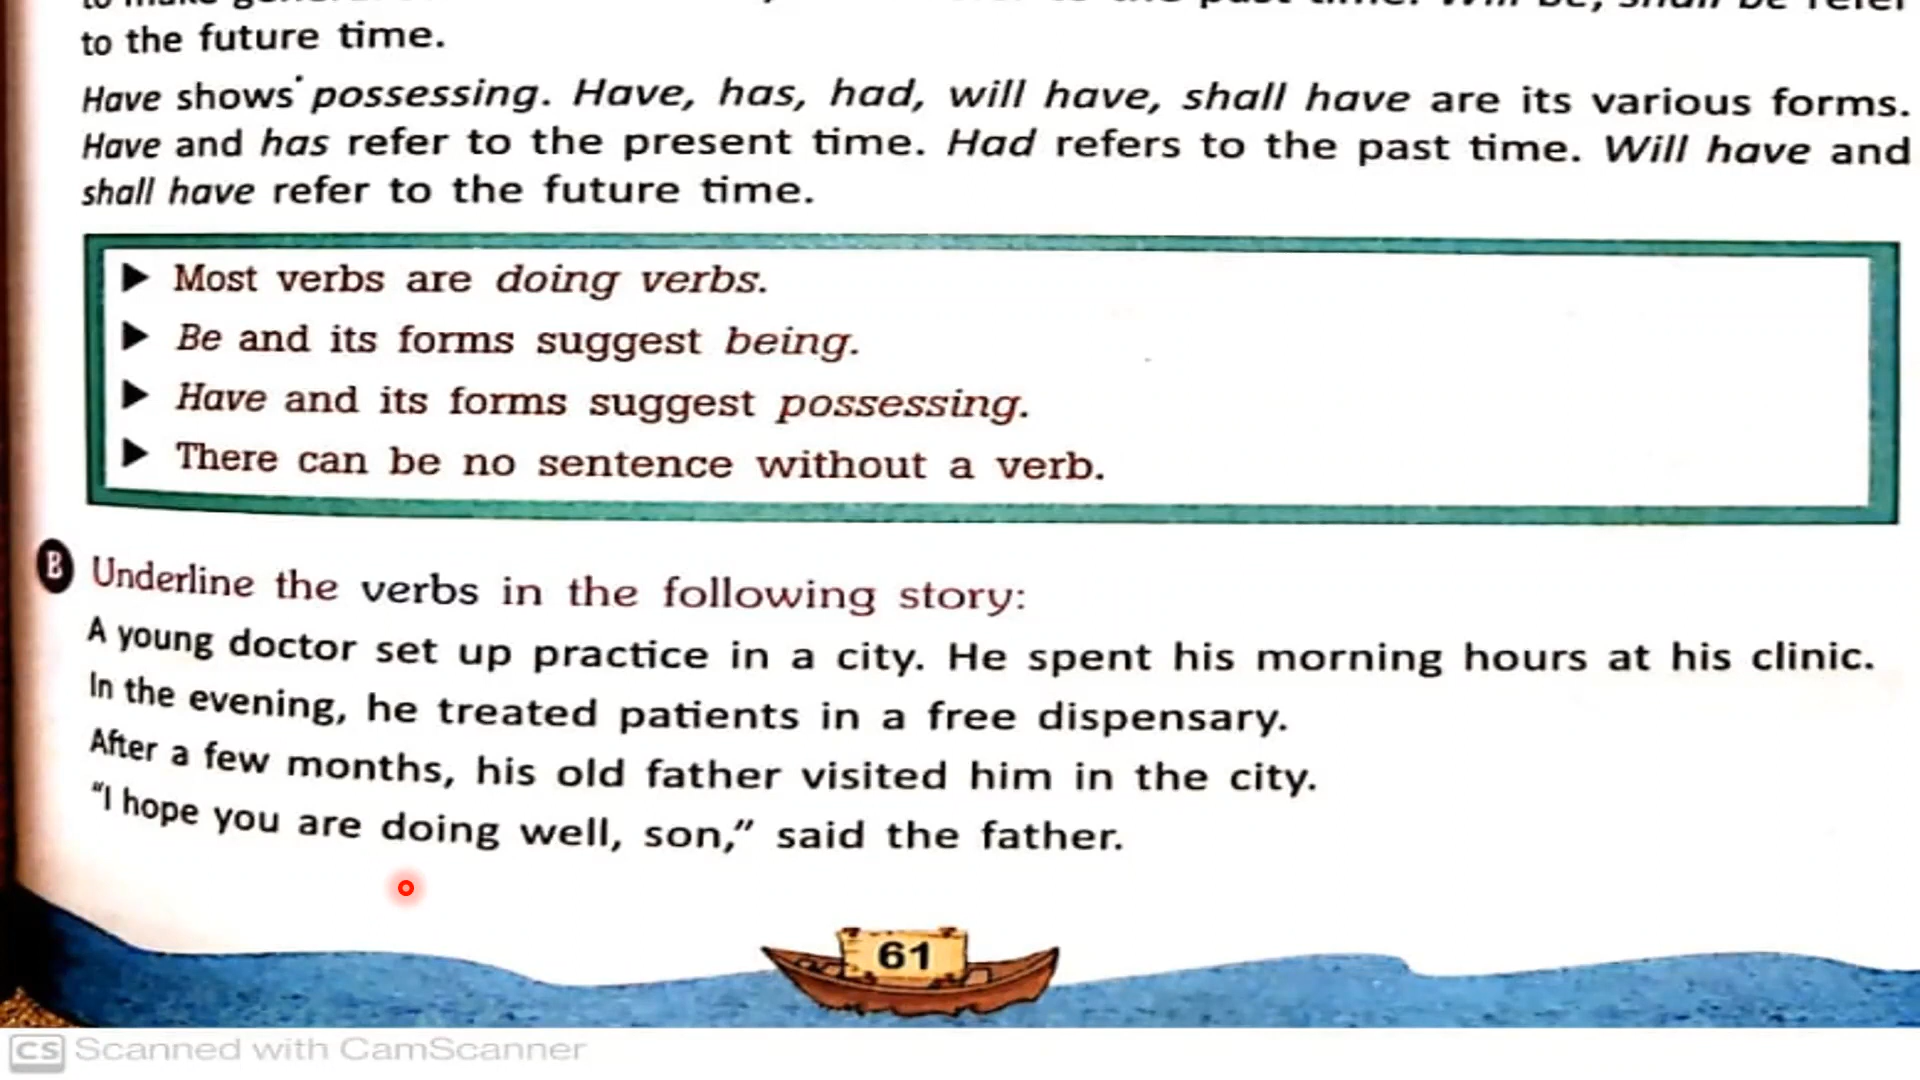 to make general
to the future time.
Have shows possessing. Have, has, had, will have, shall have are its various forms.
Have and has refer to the present time. Had refers to the past time. Will have and
shall have refer to the future time.
▶ Most verbs are doing verbs.
▶ Be and its forms suggest being.
▶ Have and its forms suggest possessing.
▶ There can be no sentence without a verb.
B Underline the verbs in the following story:
A young doctor set up practice in a city. He spent his morning hours at his clinic.
In the evening, he treated patients in a free dispensary.
After a few months, his old father visited him in the city.
“I hope you are doing well, son,” said the father.
61
CS Scanned with CamScanner